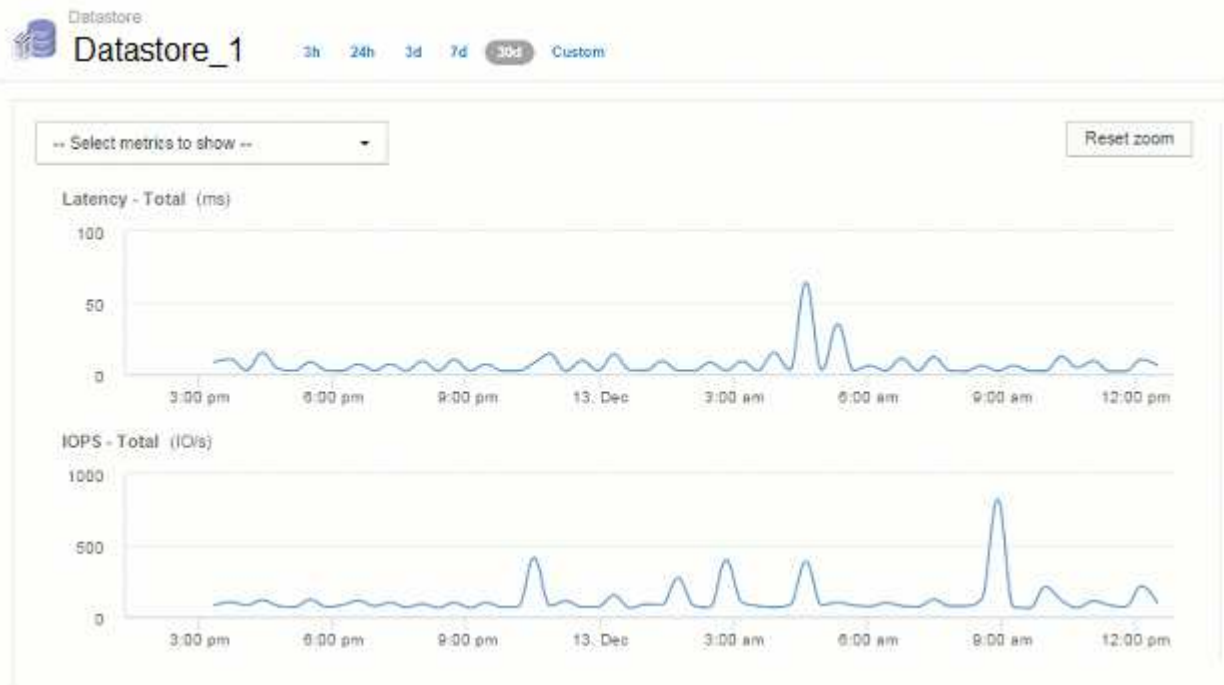 Datastore
Datastore_1 3h 24h 3d 7d 30d Custom
-- Select metrics to show -- Reset zoom
Latency - Total (ms)
100
50
0
3:00 pm 6:00 pm 9:00 pm 13. Dec 3:00 am 6:00 am 9:00 am 12:00 pm
IOPS - Total (IO/s)
1000
500
0
3:00 pm 6:00 pm 9:00 pm 13. Dec 3:00 am 6:00 am 9:00 am 12:00 pm